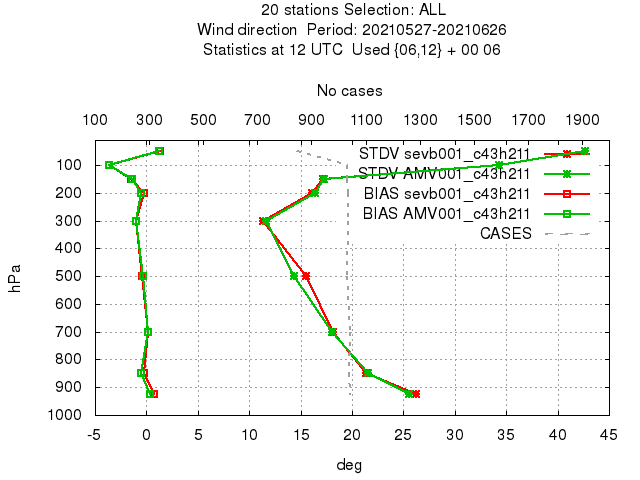 20 stations Selection: ALL
Wind direction  Period: 20210527-20210626
Statistics at 12 UTC  Used {06,12} + 00 06
No cases
100 300 500 700 900 1100 1300 1500 1700 1900
STDV sevb001_c43h211
STDV AMV001_c43h211
BIAS sevb001_c43h211
BIAS AMV001_c43h211
CASES
hPa
100
200
300
400
500
600
700
800
900
1000
-5 0 5 10 15 20 25 30 35 40 45
deg